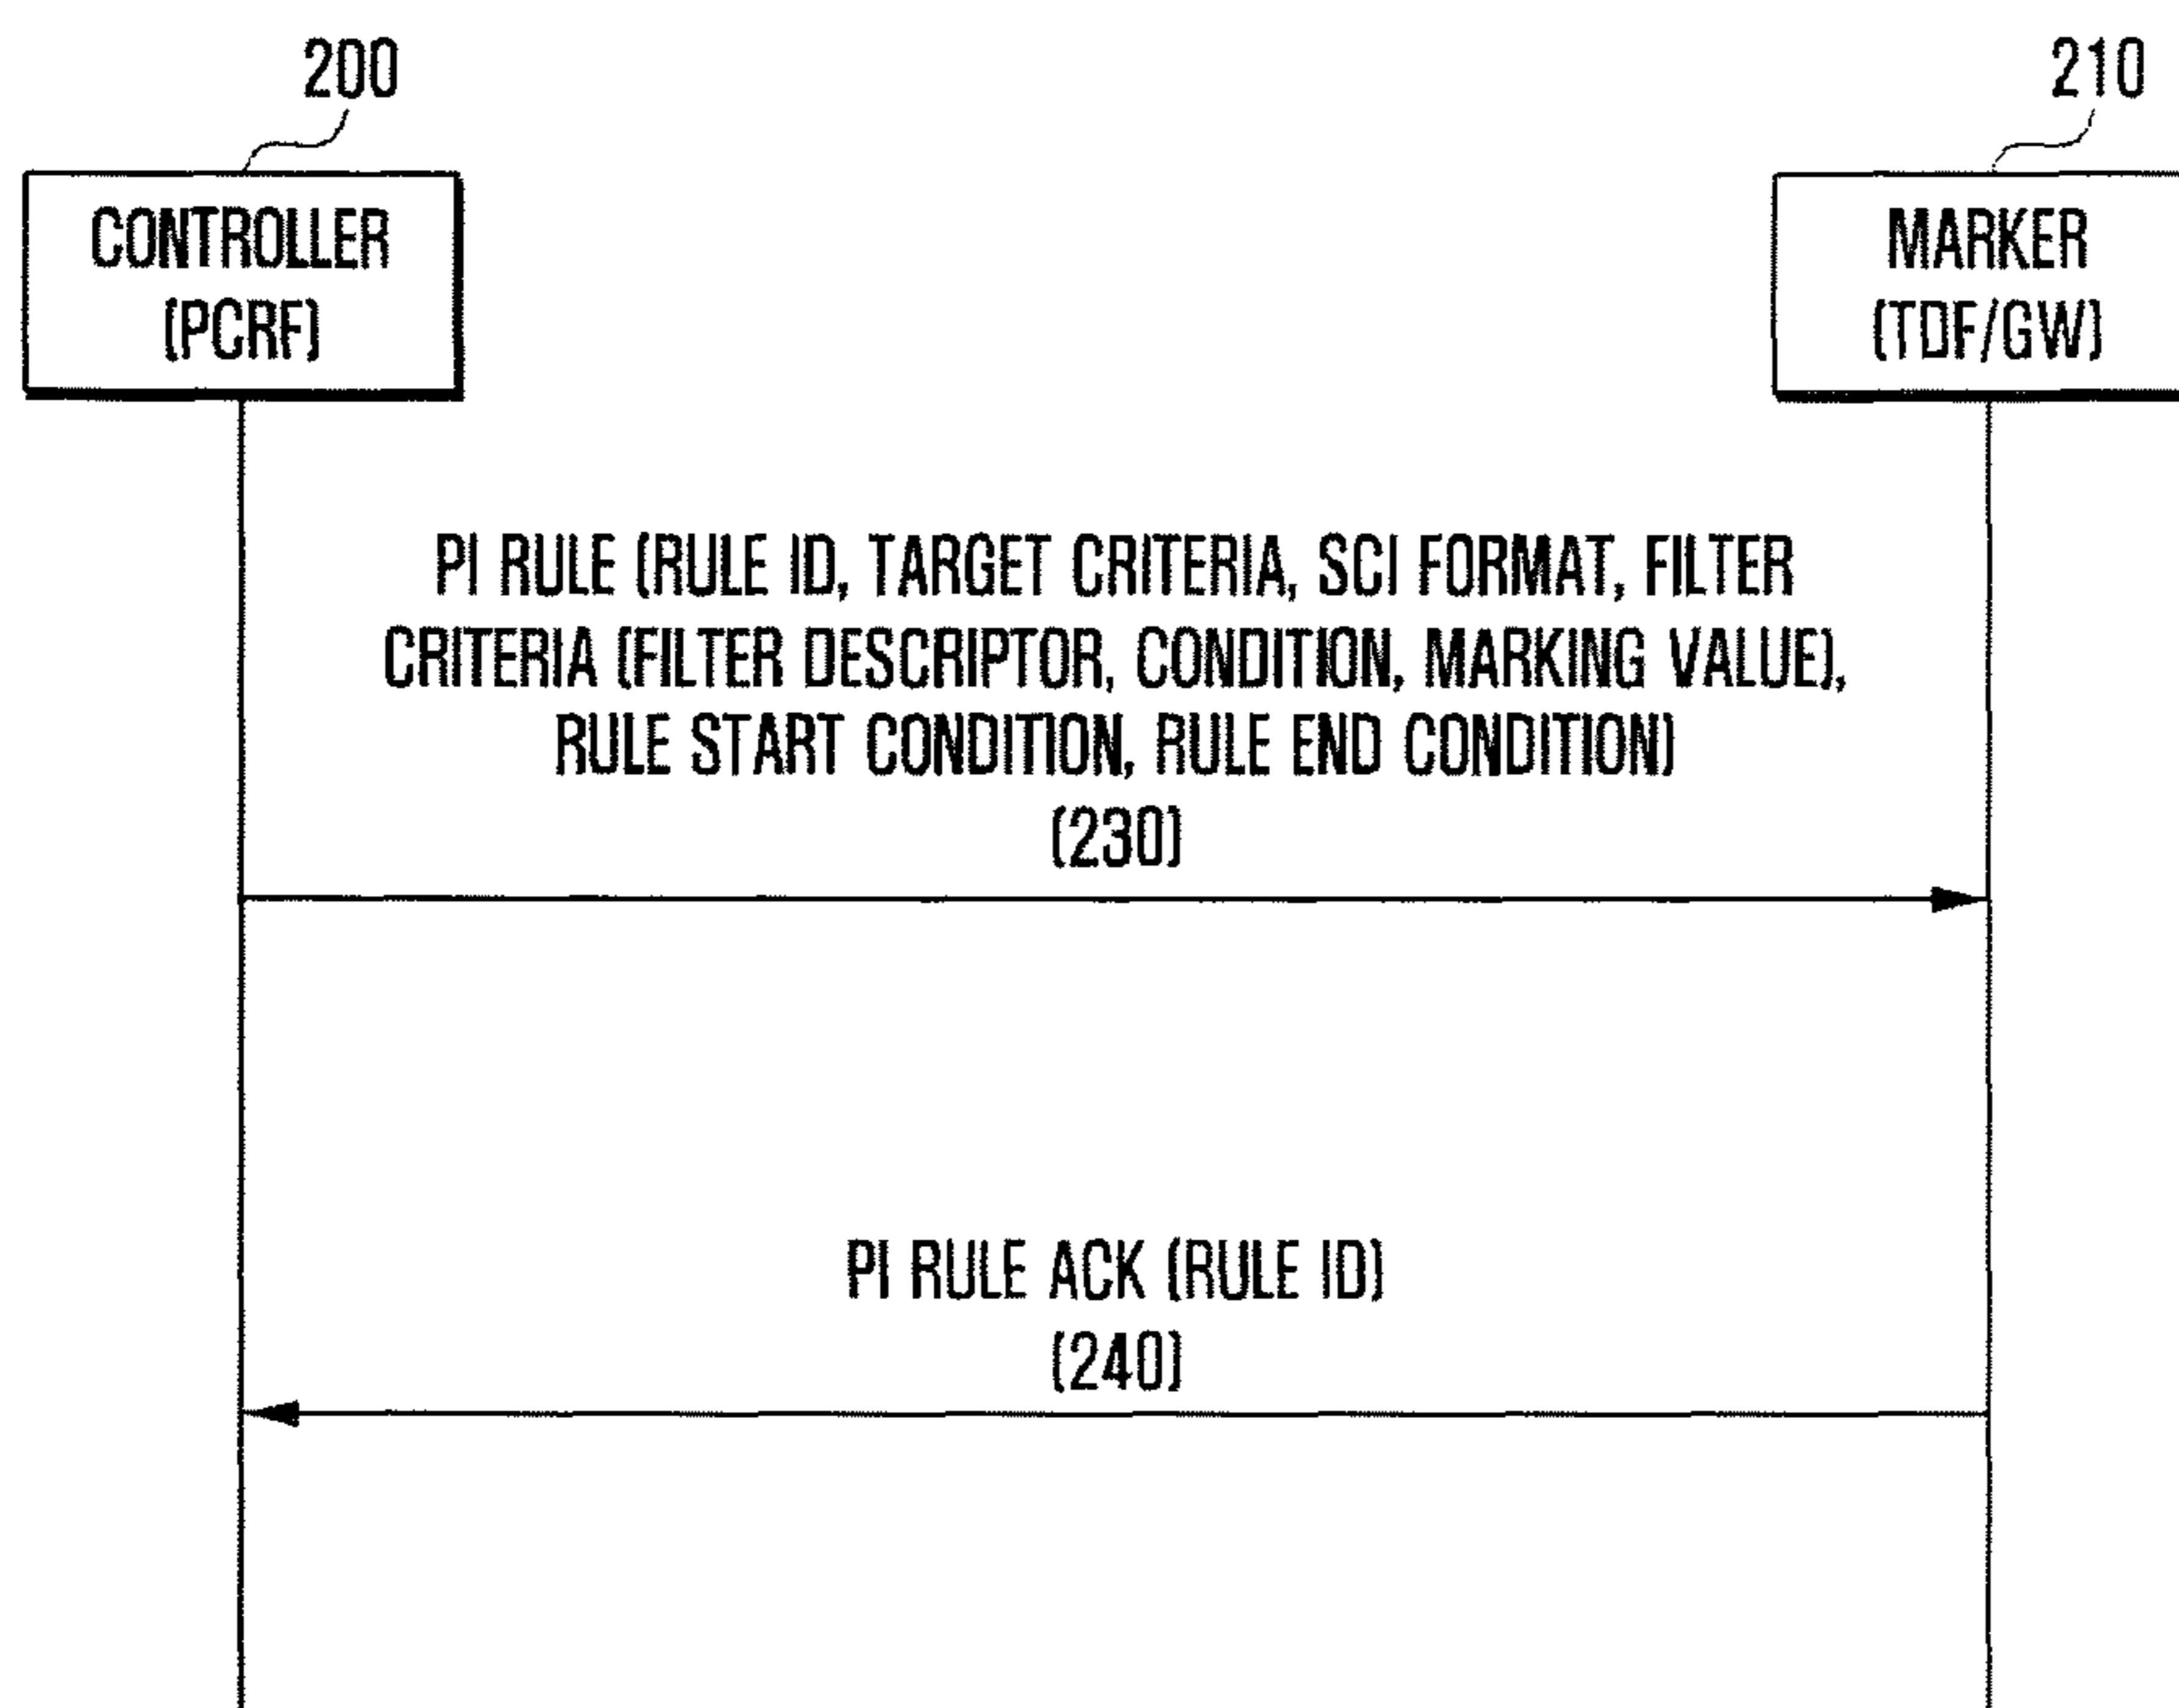 200
210
CONTROLLER
(PCRF)
MARKER
(TDF/GW)
PI RULE (RULE ID, TARGET CRITERIA, SCI FORMAT, FILTER
CRITERIA (FILTER DESCRIPTOR, CONDITION, MARKING VALUE),
RULE START CONDITION, RULE END CONDITION)
(230)
PI RULE ACK (RULE ID)
(240)